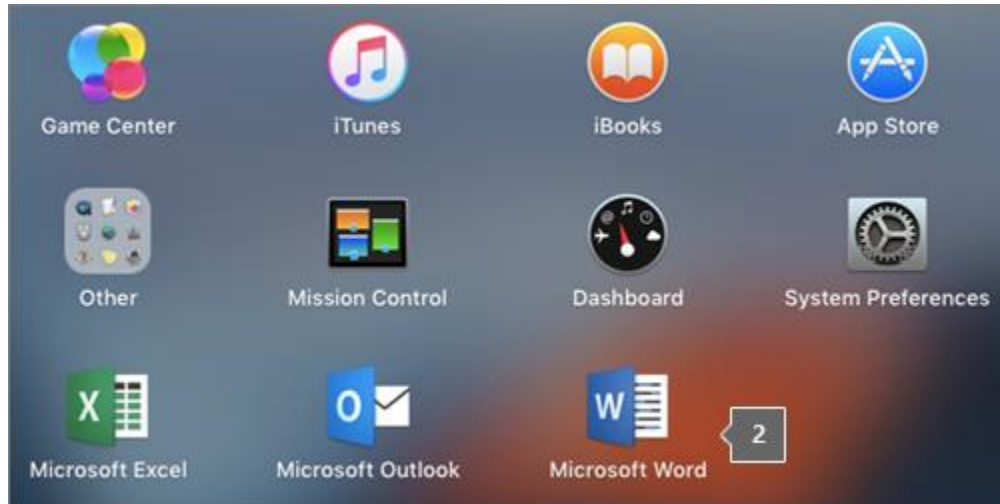 Game Center
iTunes
iBooks
App Store
Other
Mission Control
Dashboard
System Preferences
X
O
W
2
Microsoft Excel
Microsoft Outlook
Microsoft Word